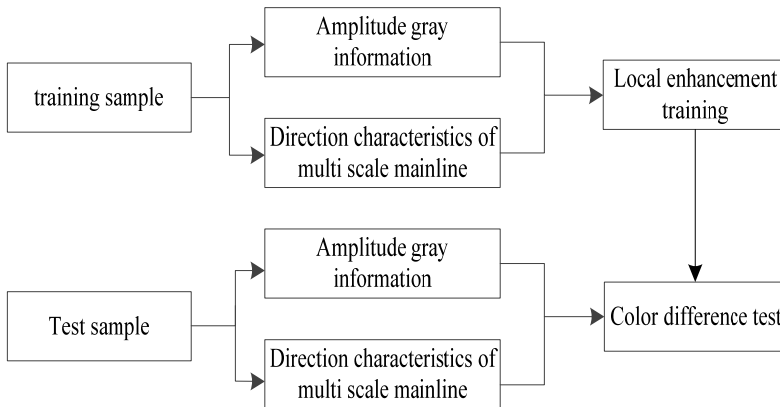 Amplitude gray
information
training sample
Direction characteristics of
multi scale mainline
Local enhancement
training
Amplitude gray
information
Test sample
Direction characteristics of
multi scale mainline
Color difference test